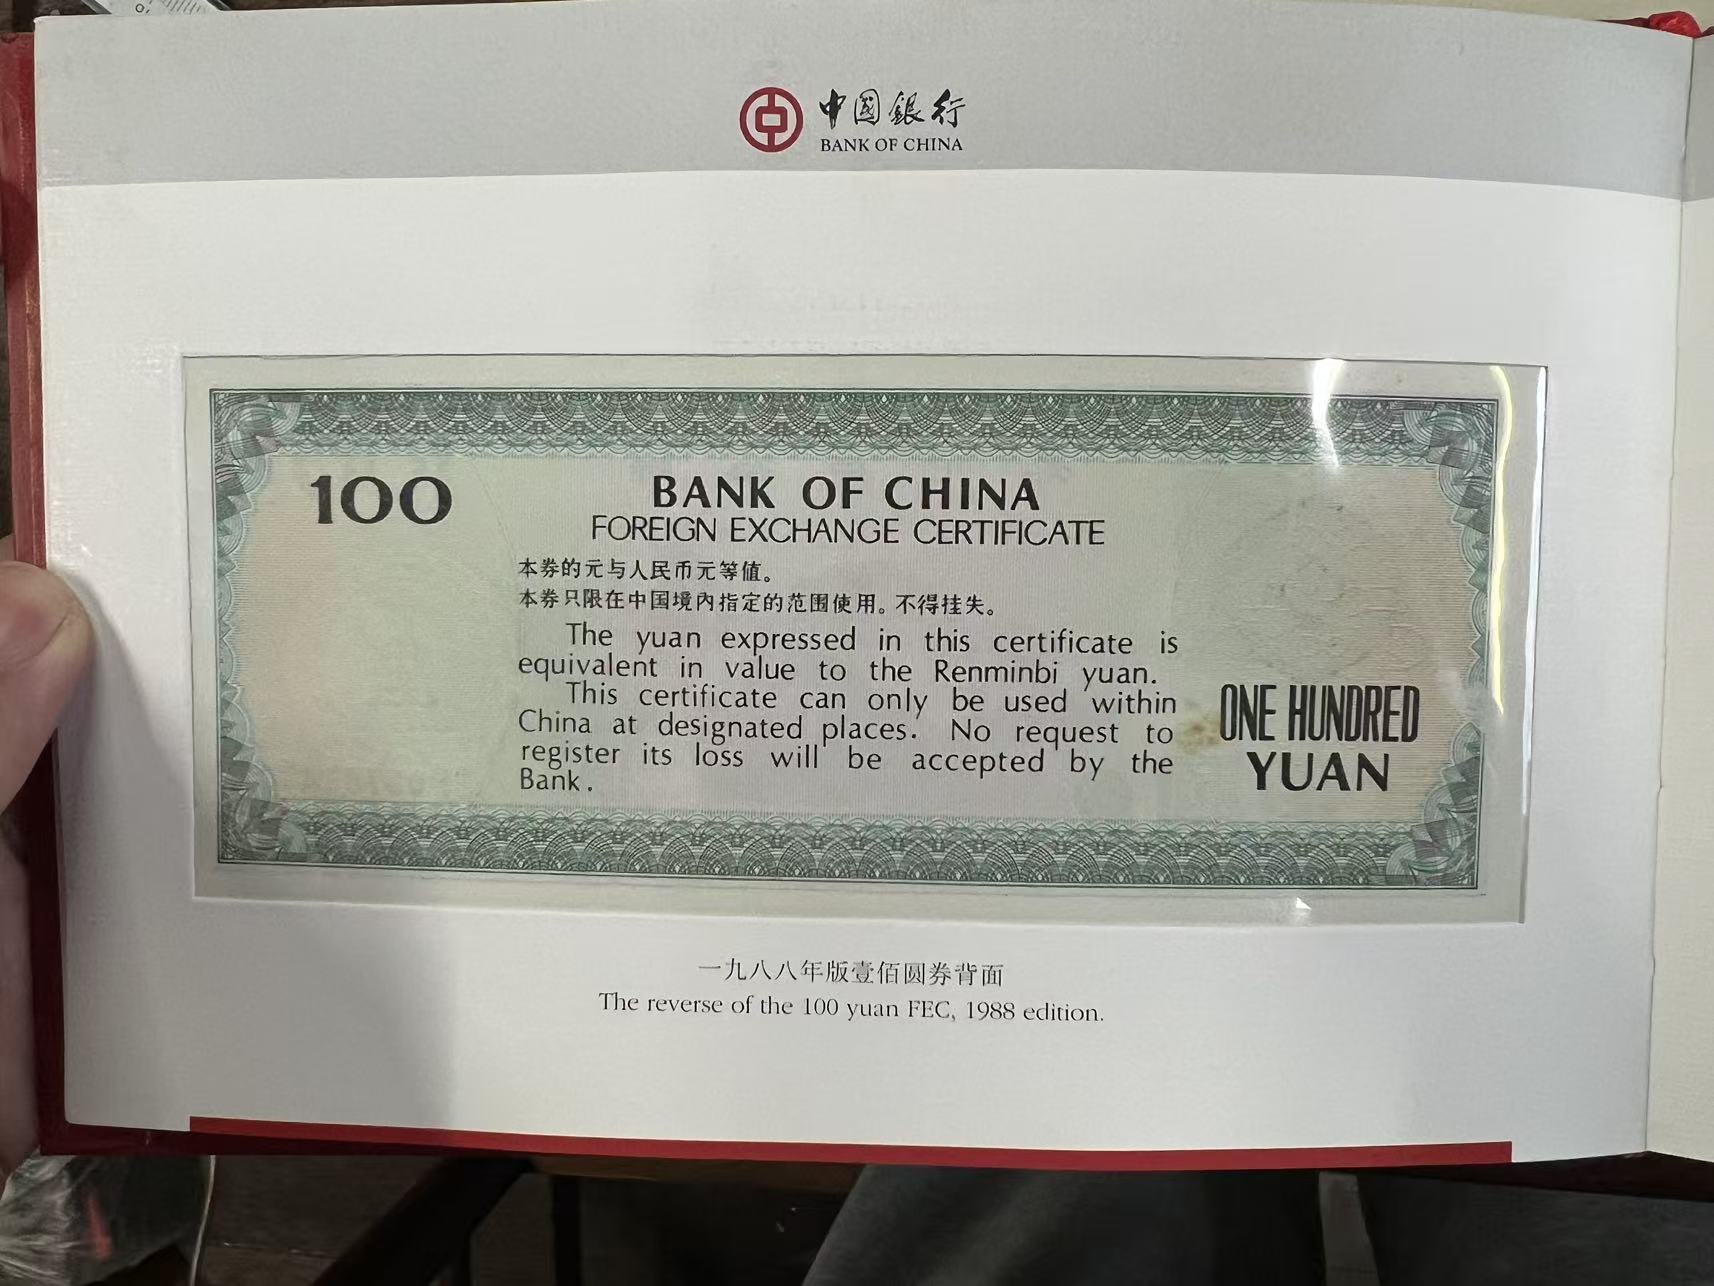 中国銀行
BANK OF CHINA
100
BANK OF CHINA
FOREIGN EXCHANGE CERTIFICATE
本券的元与人民币元等值。
本券只限在中国境内指定的范围使用。不得挂失。
The yuan expressed in this certificate is
equivalent in value to the Renminbi yuan.
This certificate can only be used within
China at designated places. No request to
register its loss will be accepted by the
Bank.
ONE HUNDRED
YUAN
一九八八年版壹佰圆券背面
The reverse of the 100 yuan FEC, 1988 edition.